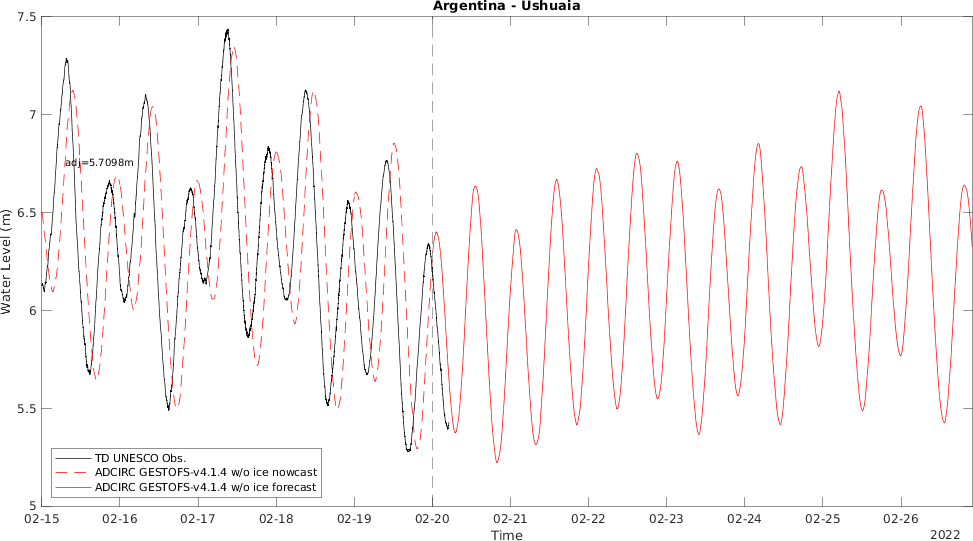 Argentina - Ushuaia
7.5
7
6.5
6
5.5
5
Water Level (m)
adj=5.7098m
TD UNESCO Obs.
ADCIRC GESTOFS-v4.1.4 w/o ice nowcast
ADCIRC GESTOFS-v4.1.4 w/o ice forecast
02-15 02-16 02-17 02-18 02-19 02-20 02-21 02-22 02-23 02-24 02-25 02-26
Time
2022